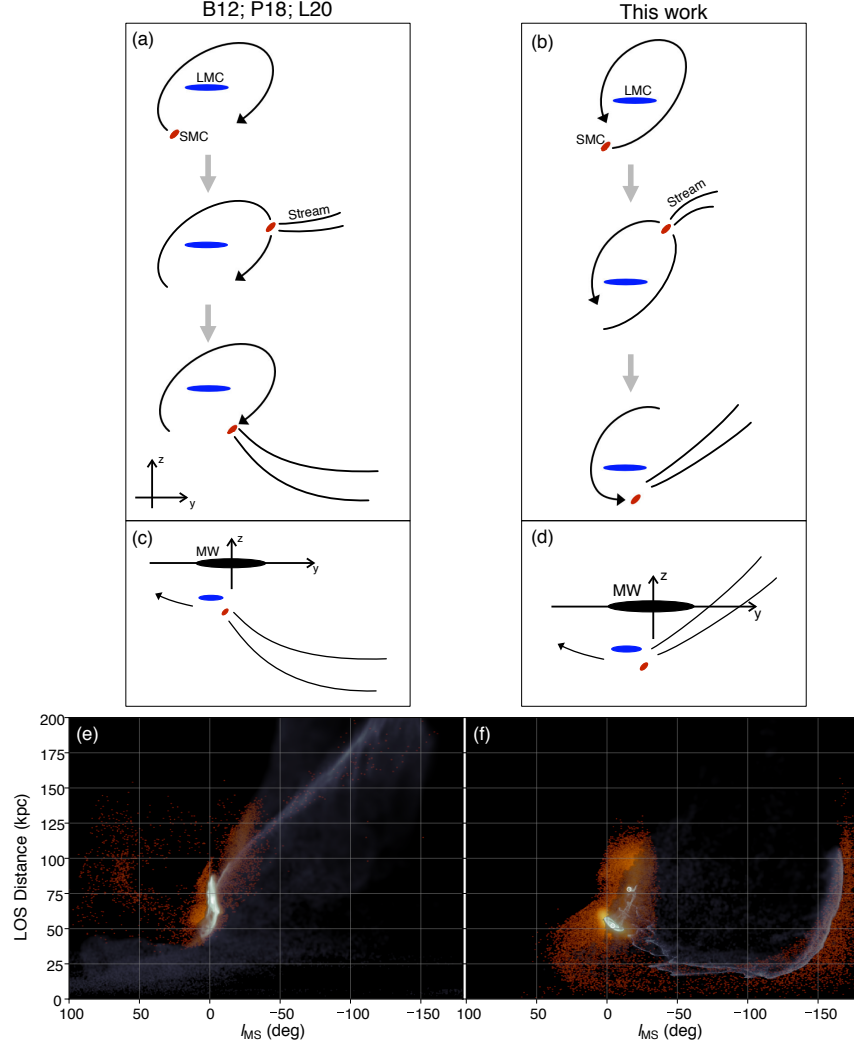 B12; P18; L20
This work
(a)
LMC
SMC
Stream
z
y
(b)
LMC
SMC
Stream
(c)
MW
z
y
(d)
MW
z
y
(e)
(f)
LOS Distance (kpc)
200
175
150
125
100
75
50
25
0
100 50 0 −50 −100 −150
100 50 0 −50 −100 −150
l_MS (deg)
l_MS (deg)